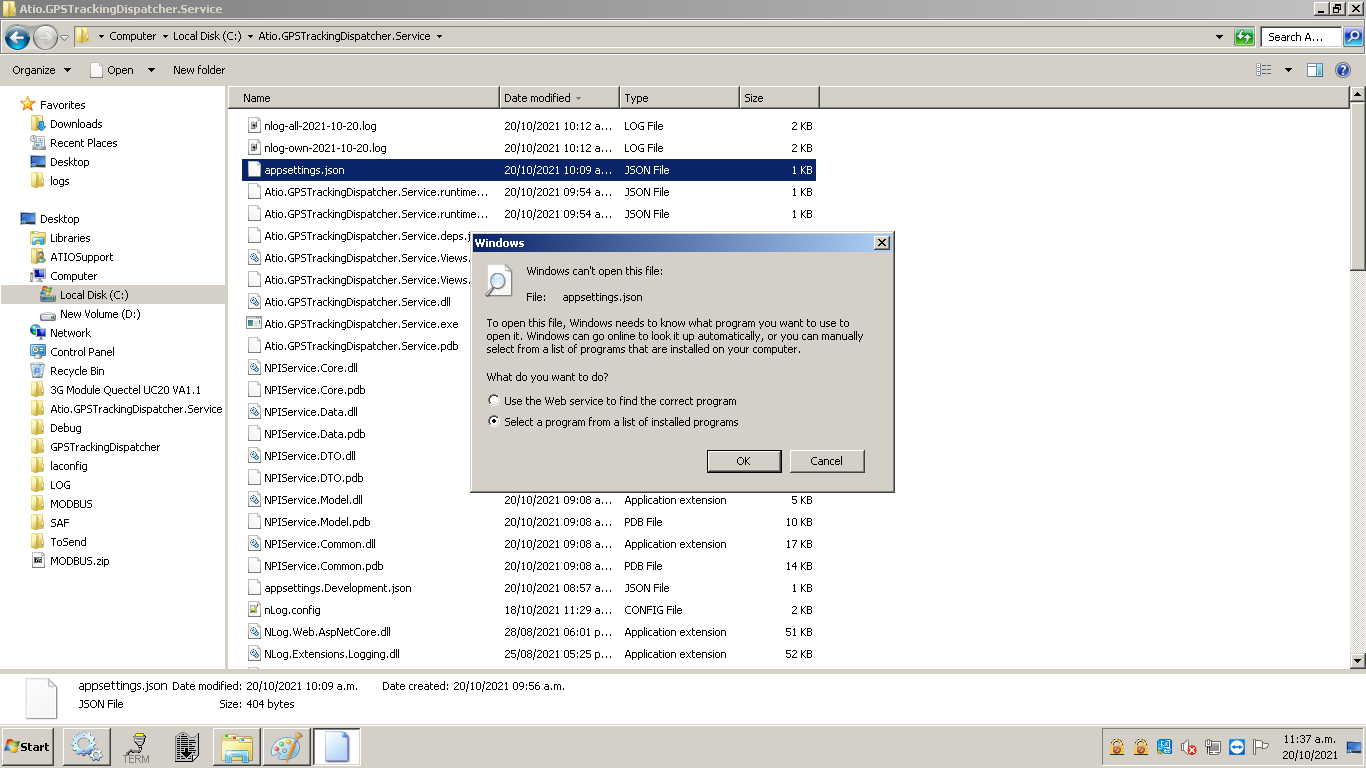 Atio.GPSTrackingDispatcher.Service
Computer Local Disk (C:) Atio.GPSTrackingDispatcher.Service Search A...
Organize Open New folder
Favorites
Downloads
Recent Places
Desktop
logs
Desktop
Libraries
ATIOSupport
Computer
Local Disk (C:)
New Volume (D:)
Network
Control Panel
Recycle Bin
3G Module Quectel UC20 VA1.1
Atio.GPSTrackingDispatcher.Service
Debug
GPSTrackingDispatcher
laconfig
LOG
MODBUS
SAF
ToSend
MODBUS.zip
Name Date modified Type Size
nlog-all-2021-10-20.log 20/10/2021 10:12 a... LOG File 2 KB
nlog-own-2021-10-20.log 20/10/2021 10:12 a... LOG File 2 KB
appsettings.json 20/10/2021 10:09 a... JSON File 1 KB
Atio.GPSTrackingDispatcher.Service.runtime... 20/10/2021 09:54 a... JSON File 1 KB
Atio.GPSTrackingDispatcher.Service.runtime... 20/10/2021 09:54 a... JSON File 1 KB
Atio.GPSTrackingDispatcher.Service.deps.j
Atio.GPSTrackingDispatcher.Service.Views.
Atio.GPSTrackingDispatcher.Service.Views.
Atio.GPSTrackingDispatcher.Service.dll
Atio.GPSTrackingDispatcher.Service.exe
Atio.GPSTrackingDispatcher.Service.pdb
NPIService.Core.dll
NPIService.Core.pdb
NPIService.Data.dll
NPIService.Data.pdb
NPIService.DTO.dll
NPIService.DTO.pdb
NPIService.Model.dll 20/10/2021 09:08 a... Application extension 5 KB
NPIService.Model.pdb 20/10/2021 09:08 a... PDB File 10 KB
NPIService.Common.dll 20/10/2021 09:08 a... Application extension 17 KB
NPIService.Common.pdb 20/10/2021 09:08 a... PDB File 14 KB
appsettings.Development.json 20/10/2021 08:57 a... JSON File 1 KB
nLog.config 18/10/2021 11:29 a... CONFIG File 2 KB
NLog.Web.AspNetCore.dll 28/08/2021 06:01 p... Application extension 51 KB
NLog.Extensions.Logging.dll 25/08/2021 05:25 p... Application extension 52 KB
Windows
Windows can't open this file:
File: appsettings.json
To open this file, Windows needs to know what program you want to use to
open it. Windows can go online to look it up automatically, or you can manually
select from a list of programs that are installed on your computer.
What do you want to do?
Use the Web service to find the correct program
Select a program from a list of installed programs
OK Cancel
appsettings.json Date modified: 20/10/2021 10:09 a.m. Date created: 20/10/2021 09:56 a.m.
JSON File Size: 404 bytes
Start TERM 11:37 a.m.
20/10/2021